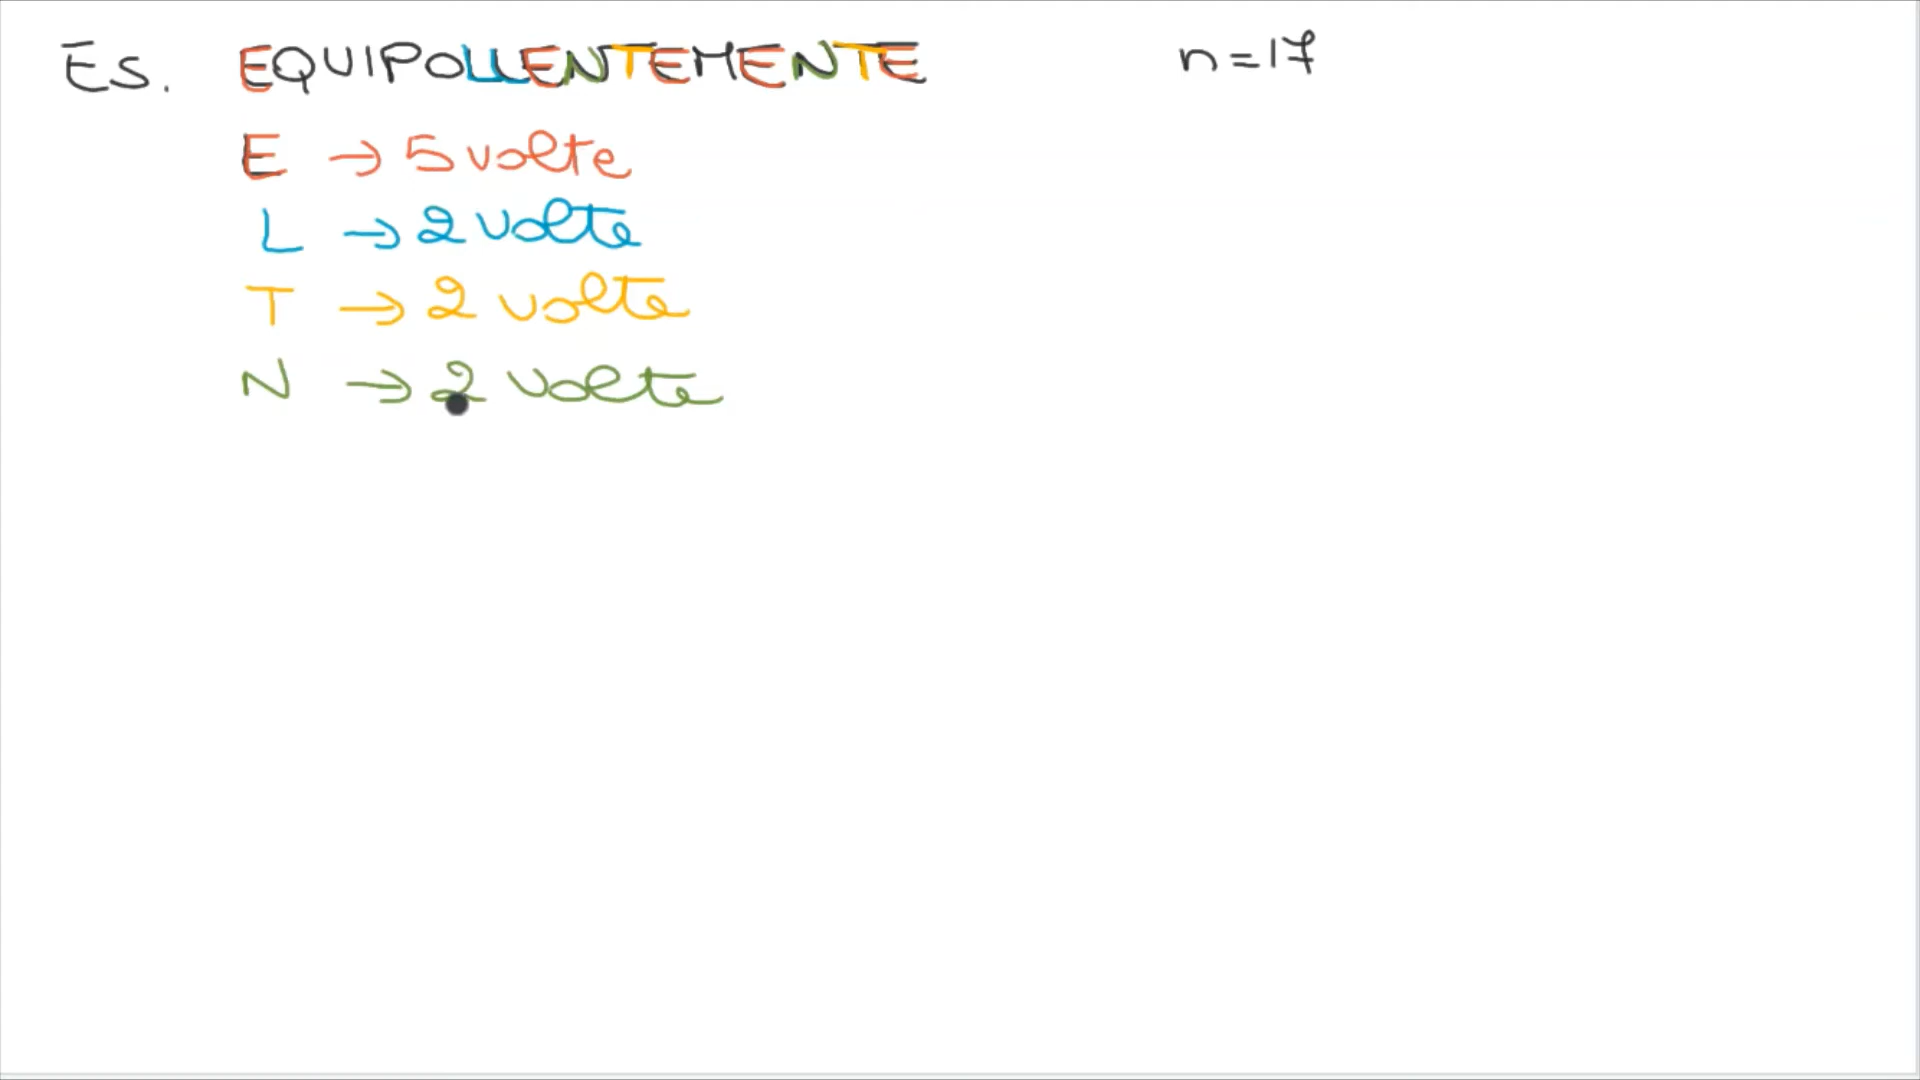 Es. EQUIPOLLENTEMENTE n=17
E → 5 volte
L → 2 volte
T → 2 volte
N → 2 volte